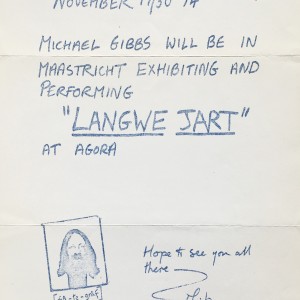 NOVEMBER 17/30 74
MICHAEL GIBBS WILL BE IN
MAASTRICHT EXHIBITING AND
PERFORMING
"LANGWE JART"
AT AGORA
Hope to see you all
there —